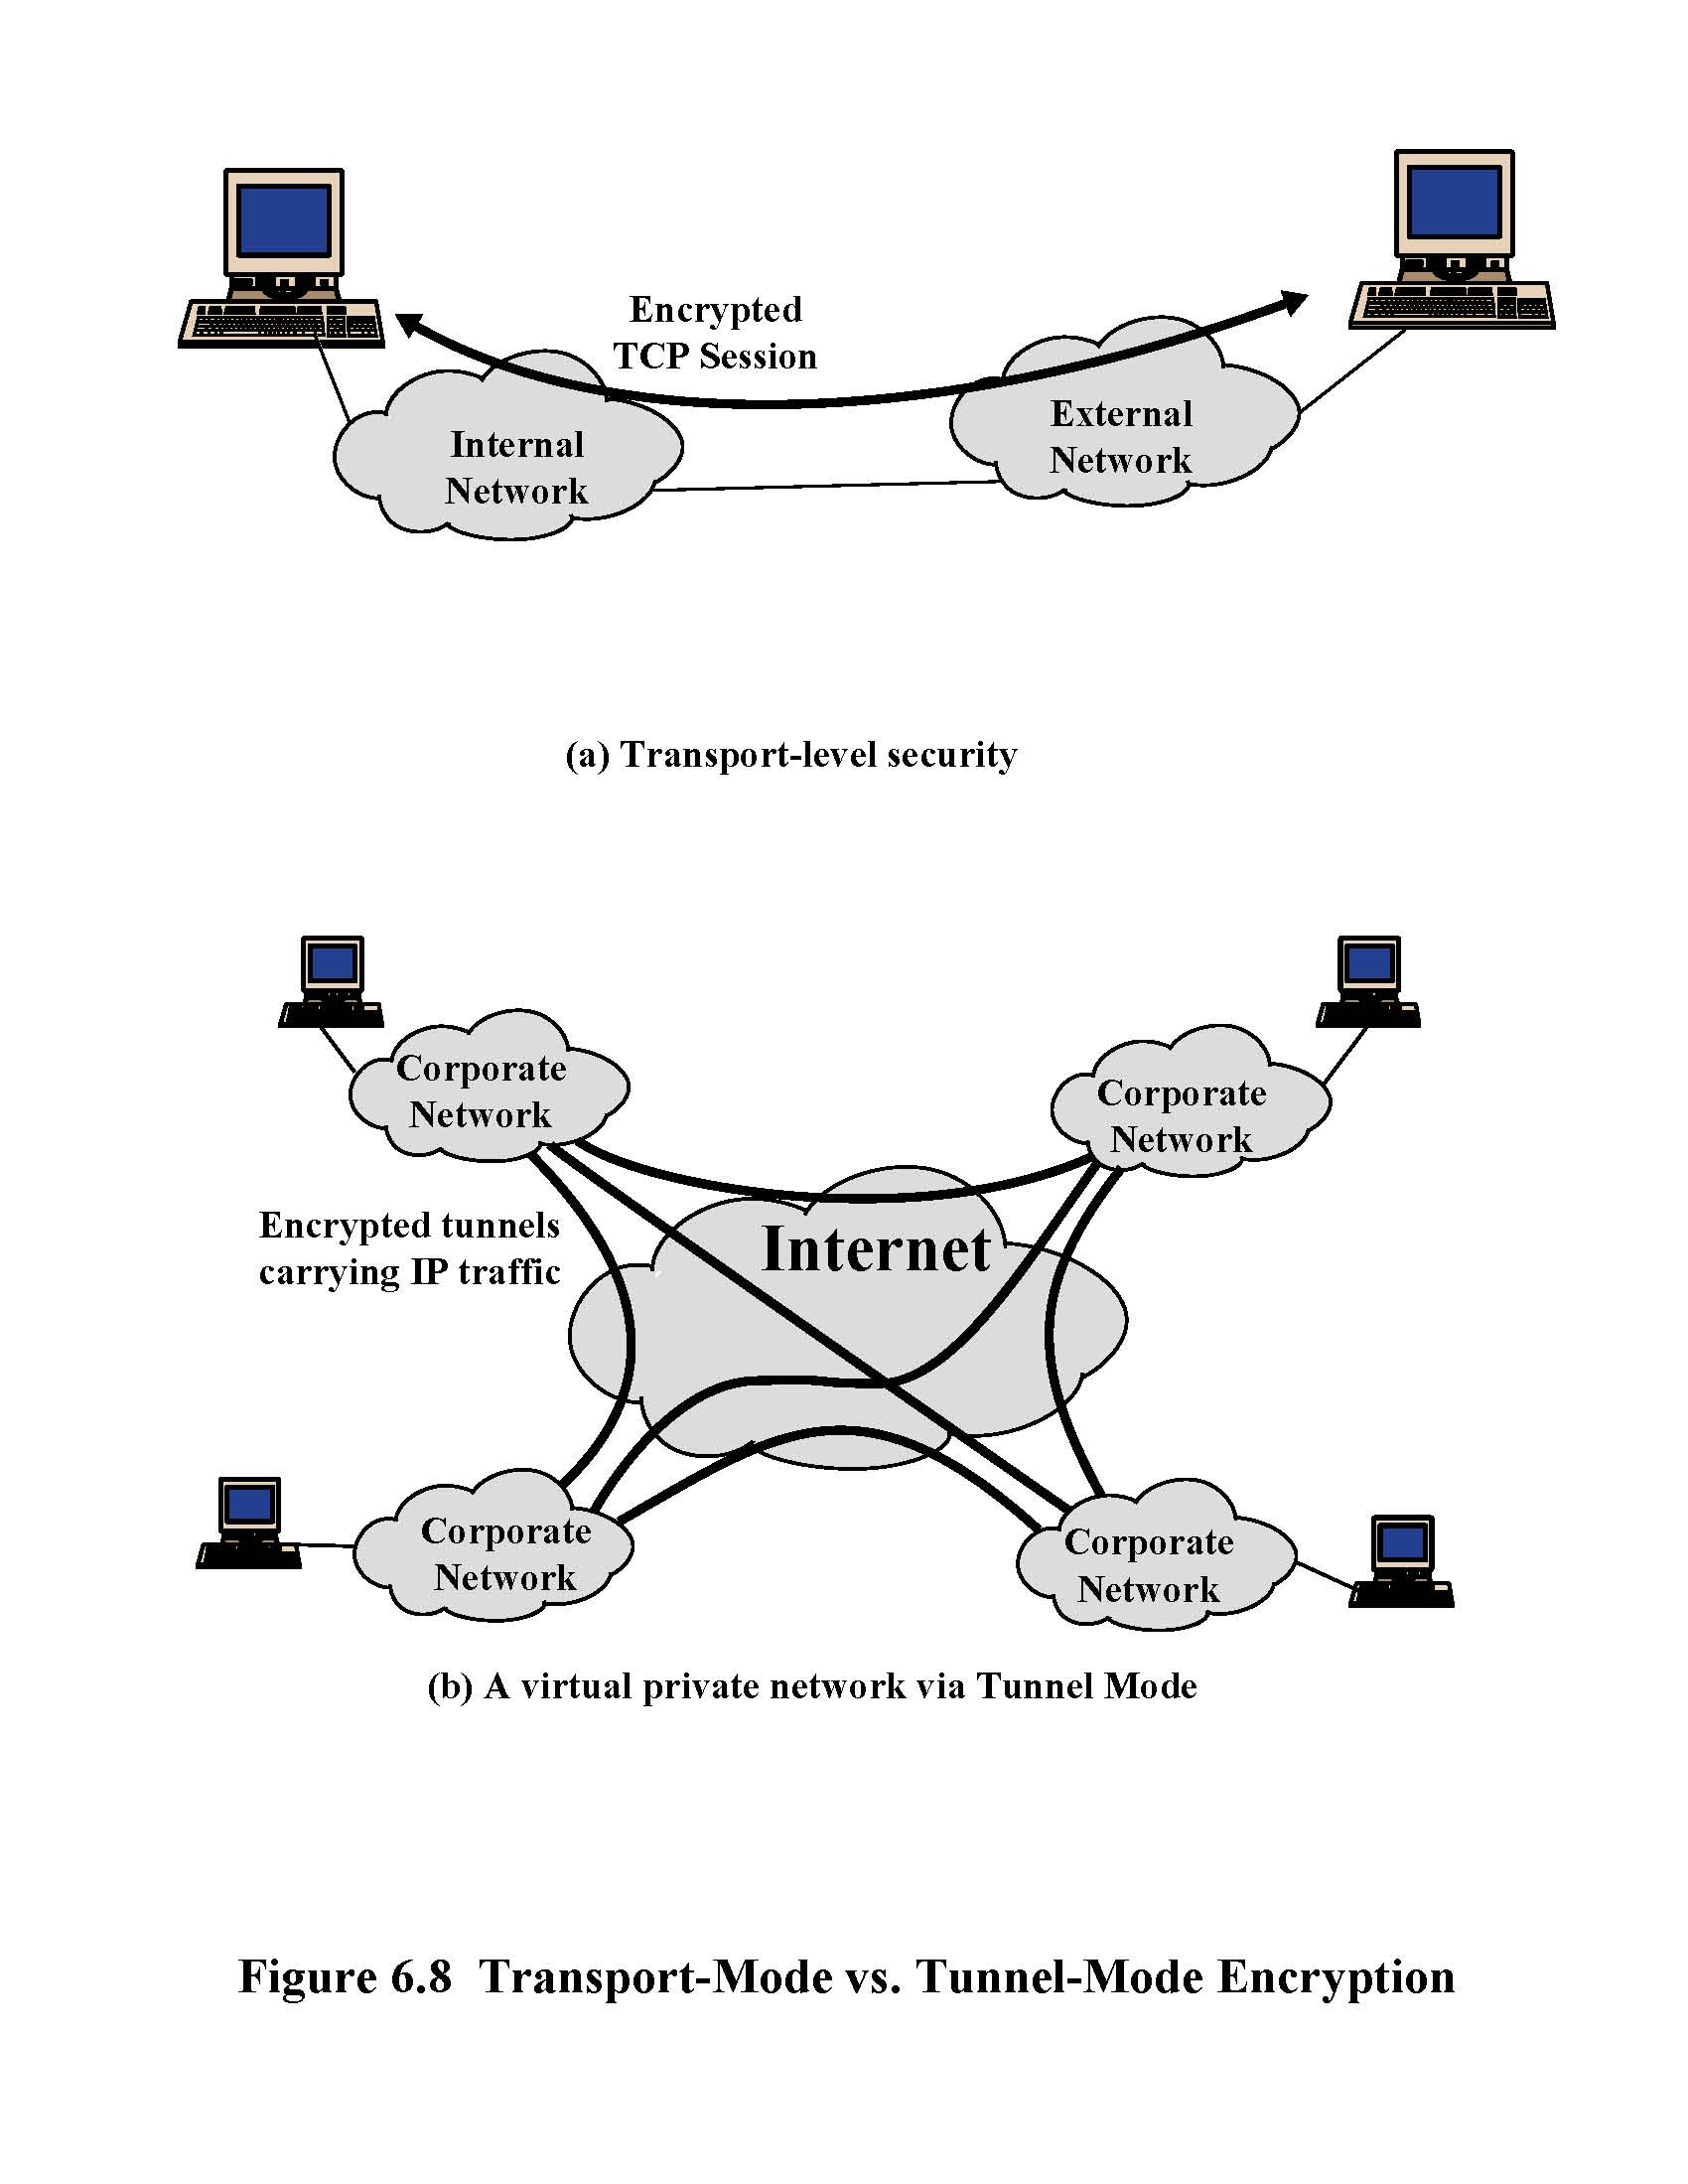 Encrypted
TCP Session
Internal
Network
External
Network
(a) Transport-level security
Corporate
Network
Corporate
Network
Encrypted tunnels
carrying IP traffic
Internet
Corporate
Network
Corporate
Network
(b) A virtual private network via Tunnel Mode
Figure 6.8 Transport-Mode vs. Tunnel-Mode Encryption